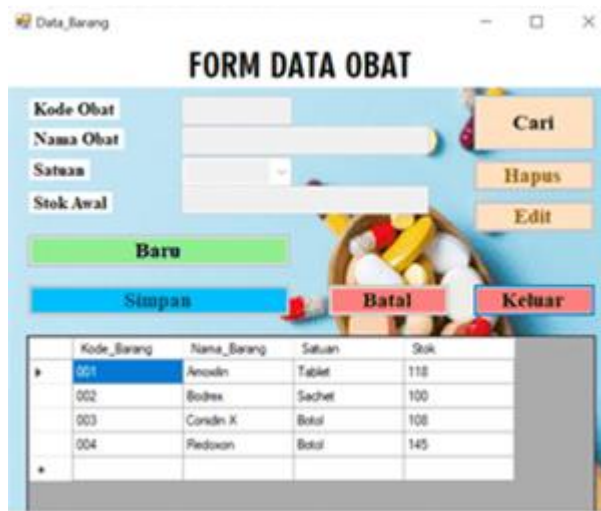 Data_Barang
FORM DATA OBAT
Kode Obat
Cari
Nama Obat
Satuan
Hapus
Stok Awal
Edit
Baru
Simpan
Batal
Keluar
Kode_Barang Nama_Barang Satuan Stok
001 Amoxilin Tablet 118
002 Bodrex Sachet 100
003 Conidin X Botol 108
004 Redoxon Botol 145